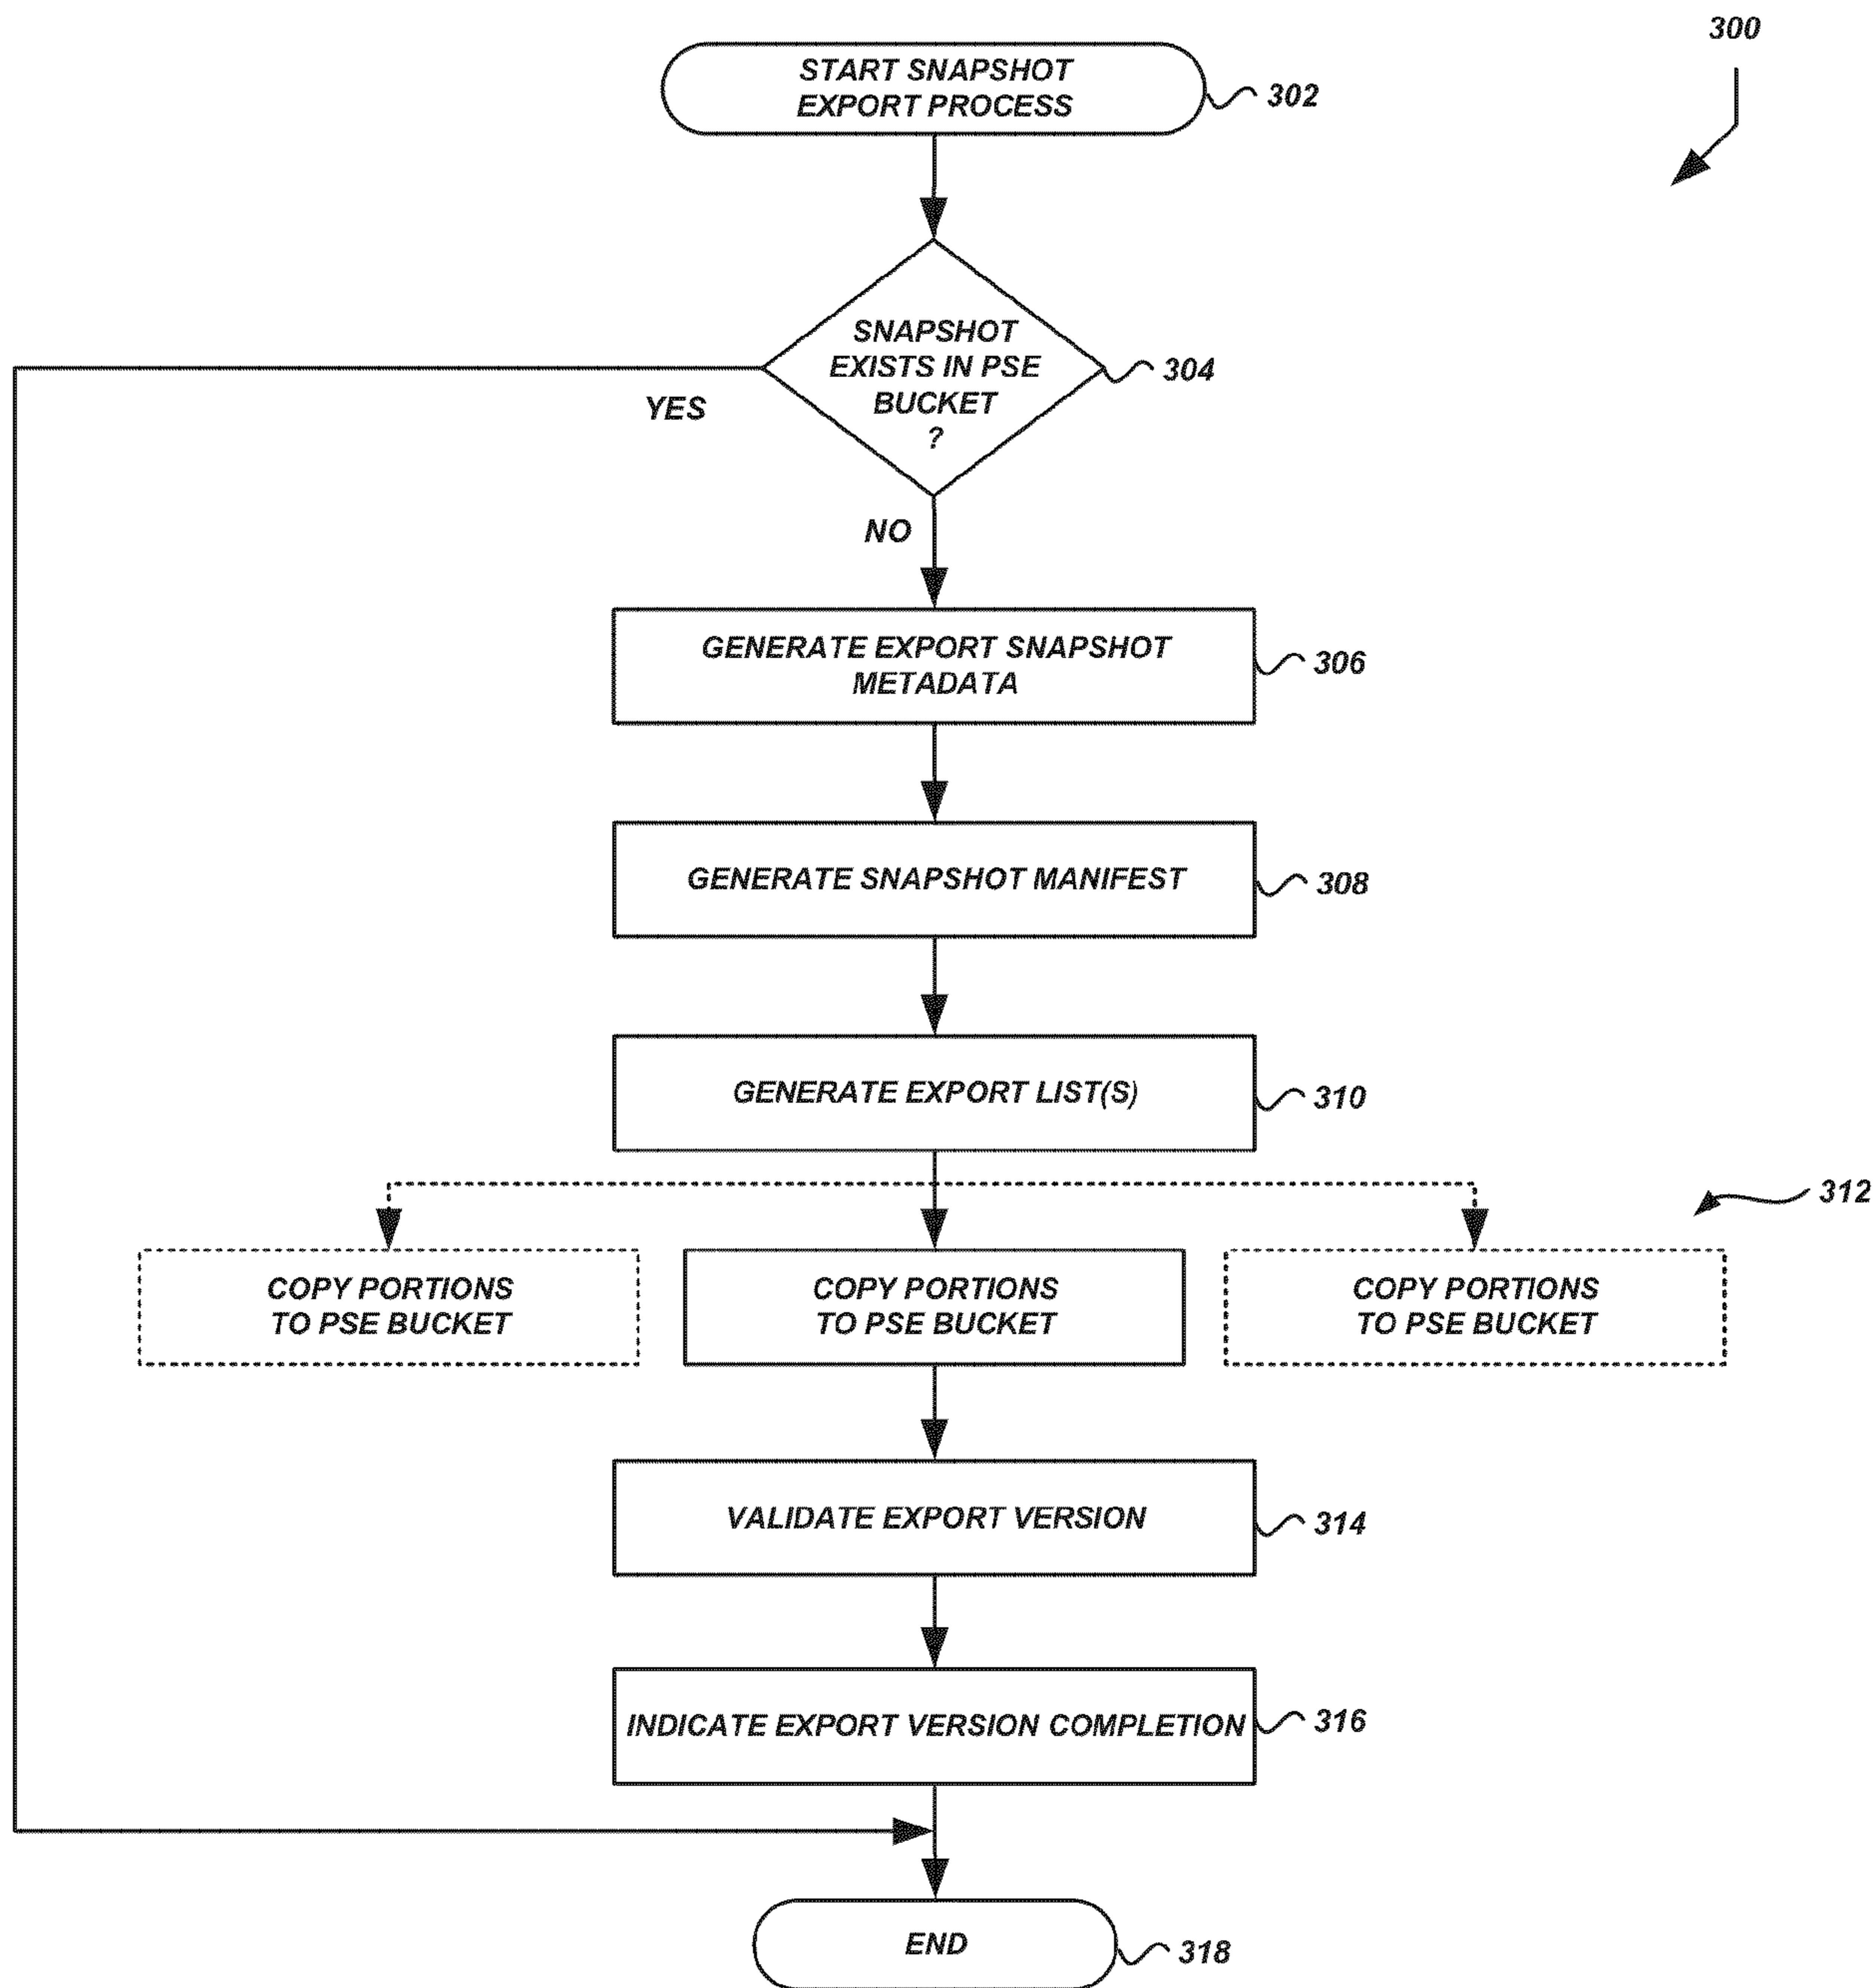 300
START SNAPSHOT
EXPORT PROCESS
302
SNAPSHOT
EXISTS IN PSE
BUCKET
?
304
YES
NO
GENERATE EXPORT SNAPSHOT
METADATA
306
GENERATE SNAPSHOT MANIFEST
308
GENERATE EXPORT LIST(S)
310
312
COPY PORTIONS
TO PSE BUCKET
COPY PORTIONS
TO PSE BUCKET
COPY PORTIONS
TO PSE BUCKET
VALIDATE EXPORT VERSION
314
INDICATE EXPORT VERSION COMPLETION
316
END
318